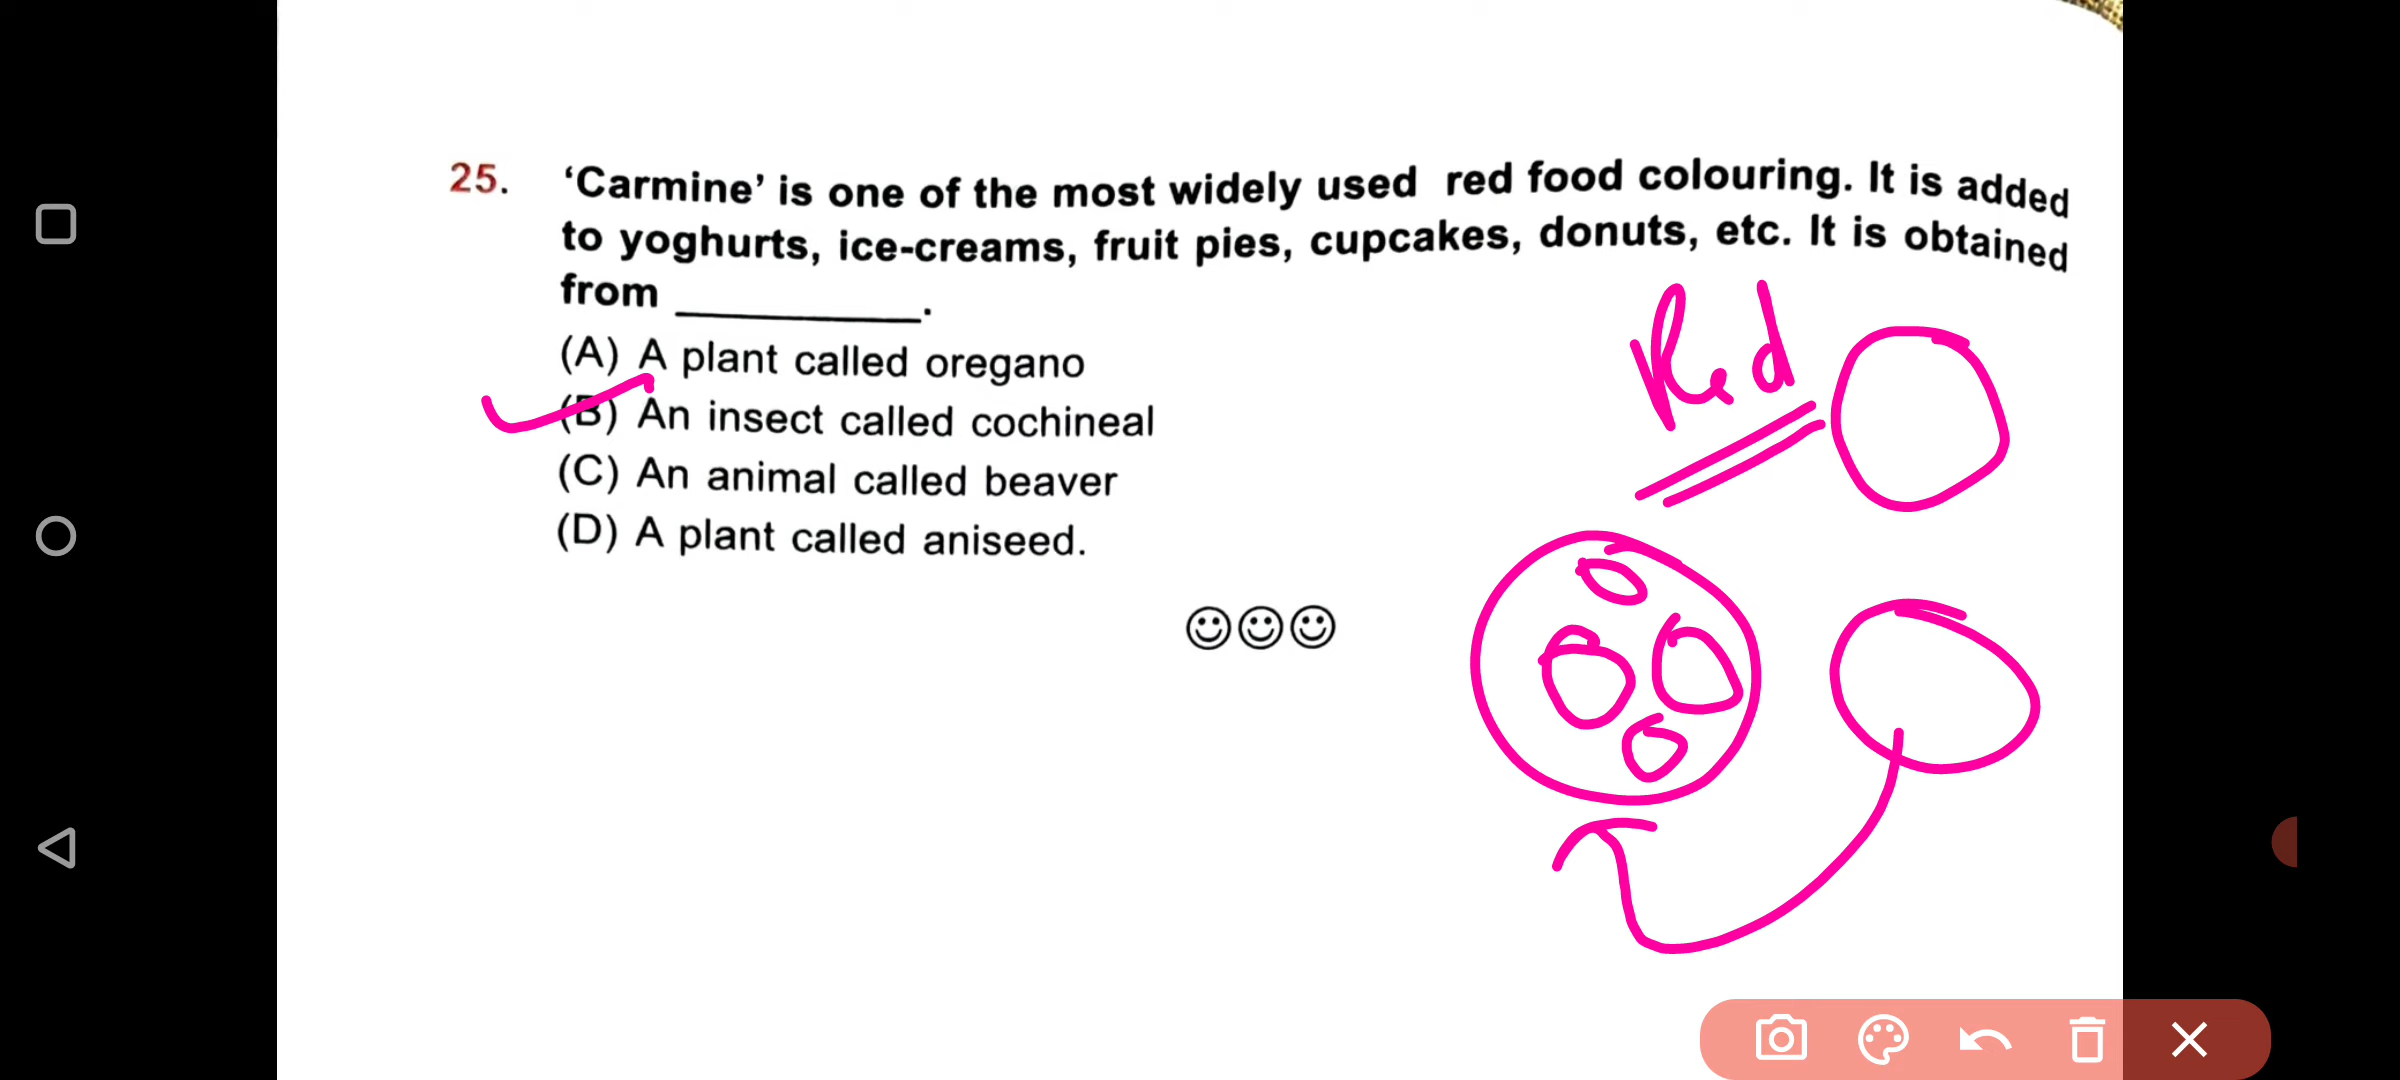 25. ‘Carmine’ is one of the most widely used red food colouring. It is added
to yoghurts, ice-creams, fruit pies, cupcakes, donuts, etc. It is obtained
from __________.
(A) A plant called oregano
(B) An insect called cochineal
(C) An animal called beaver
(D) A plant called aniseed.
Red